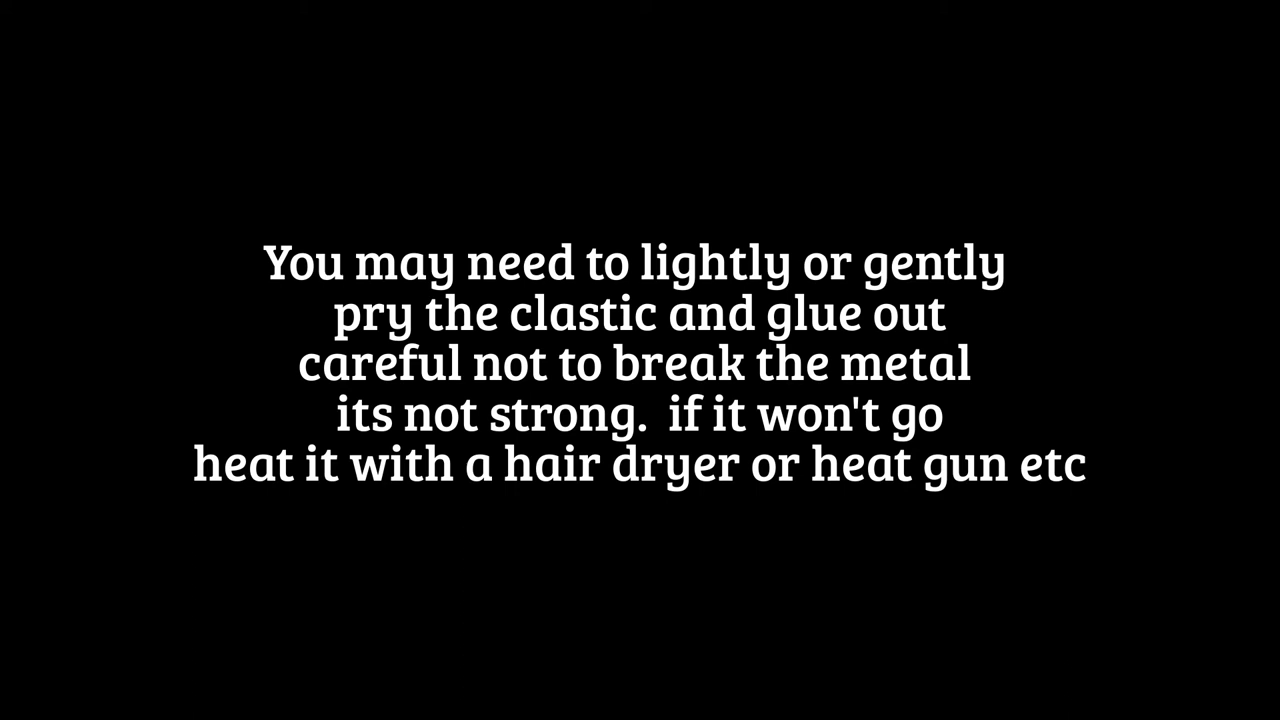 You may need to lightly or gently
pry the clastic and glue out
careful not to break the metal
its not strong.  if it won't go
heat it with a hair dryer or heat gun etc